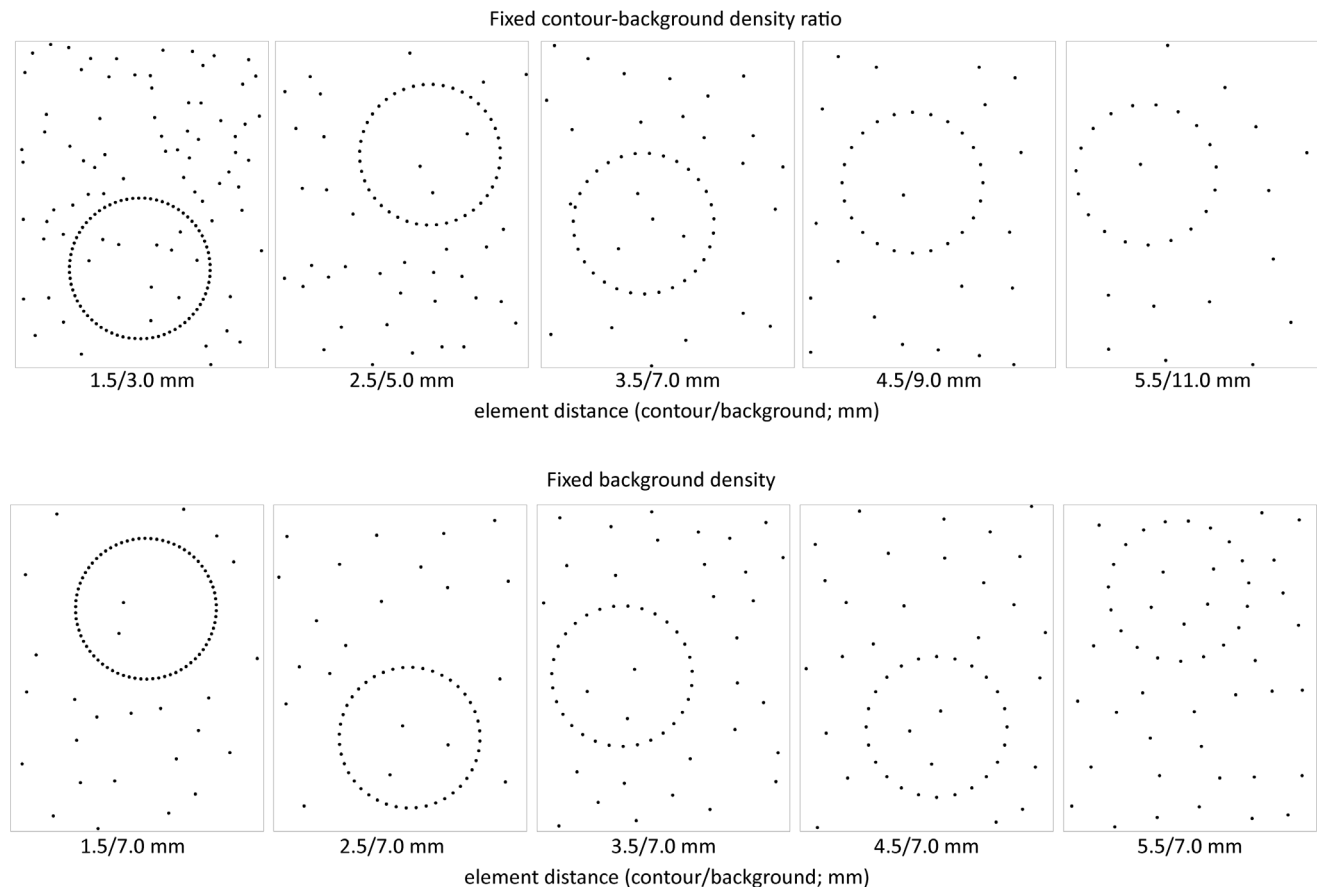 Fixed contour-background density ratio
1.5/3.0 mm 2.5/5.0 mm 3.5/7.0 mm 4.5/9.0 mm 5.5/11.0 mm
element distance (contour/background; mm)
Fixed background density
1.5/7.0 mm 2.5/7.0 mm 3.5/7.0 mm 4.5/7.0 mm 5.5/7.0 mm
element distance (contour/background; mm)